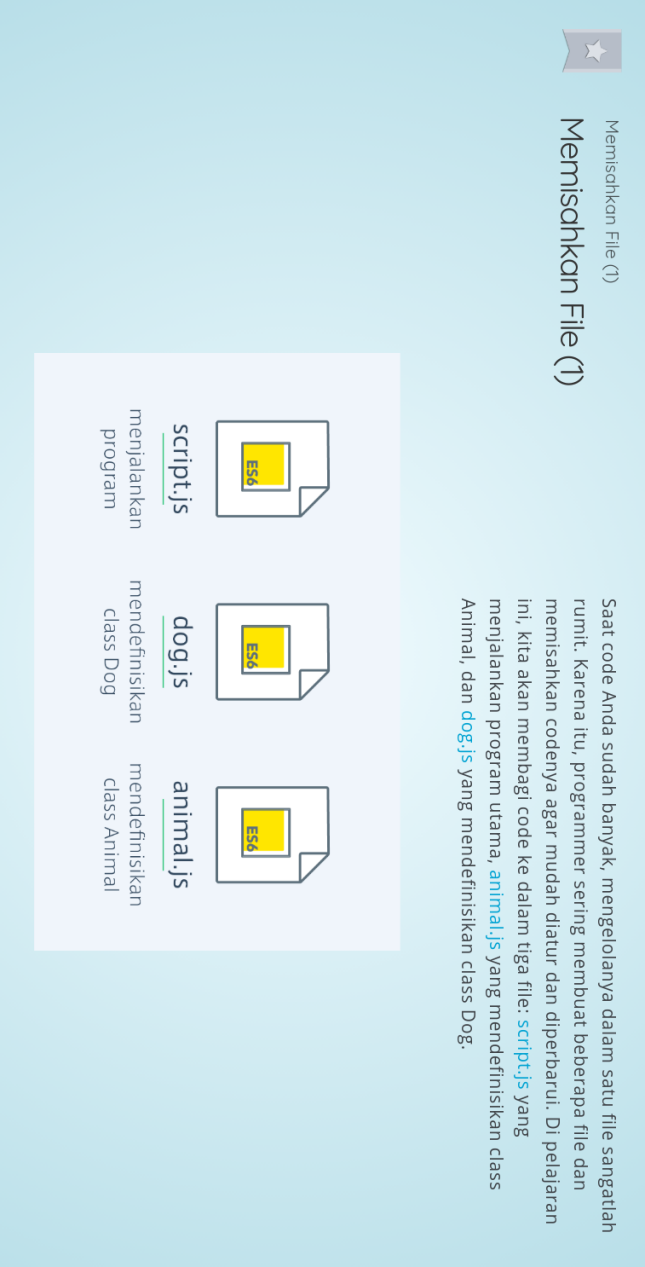 Memisahkan File (1)
Memisahkan File (1)
Saat code Anda sudah banyak, mengelolanya dalam satu file sangatlah
rumit. Karena itu, programmer sering membuat beberapa file dan
memisahkan codenya agar mudah diatur dan diperbarui. Di pelajaran
ini, kita akan membagi code ke dalam tiga file: script.js yang
menjalankan program utama, animal.js yang mendefinisikan class
Animal, dan dog.js yang mendefinisikan class Dog.
ES6
script.js
menjalankan
program
ES6
dog.js
mendefinisikan
class Dog
ES6
animal.js
mendefinisikan
class Animal